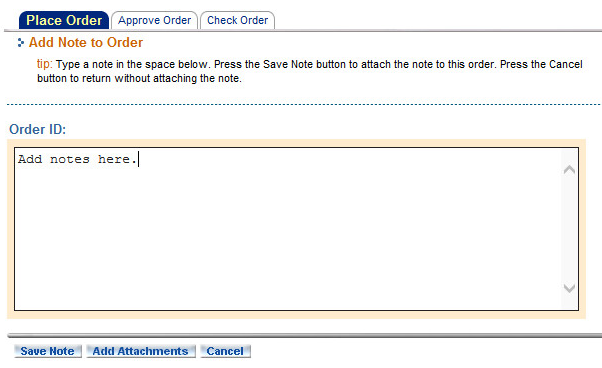 Place Order Approve Order Check Order
Add Note to Order
tip: Type a note in the space below. Press the Save Note button to attach the note to this order. Press the Cancel
button to return without attaching the note.
Order ID:
Add notes here.
Save Note Add Attachments Cancel